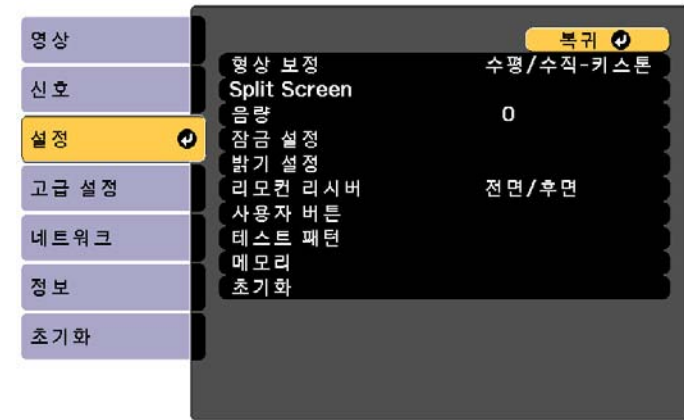 영상
신호
설정
고급 설정
네트워크
정보
초기화
복귀
형상 보정 수평/수직-키스톤
Split Screen
음량 0
잠금 설정
밝기 설정
리모컨 리시버 전면/후면
사용자 버튼
테스트 패턴
메모리
초기화